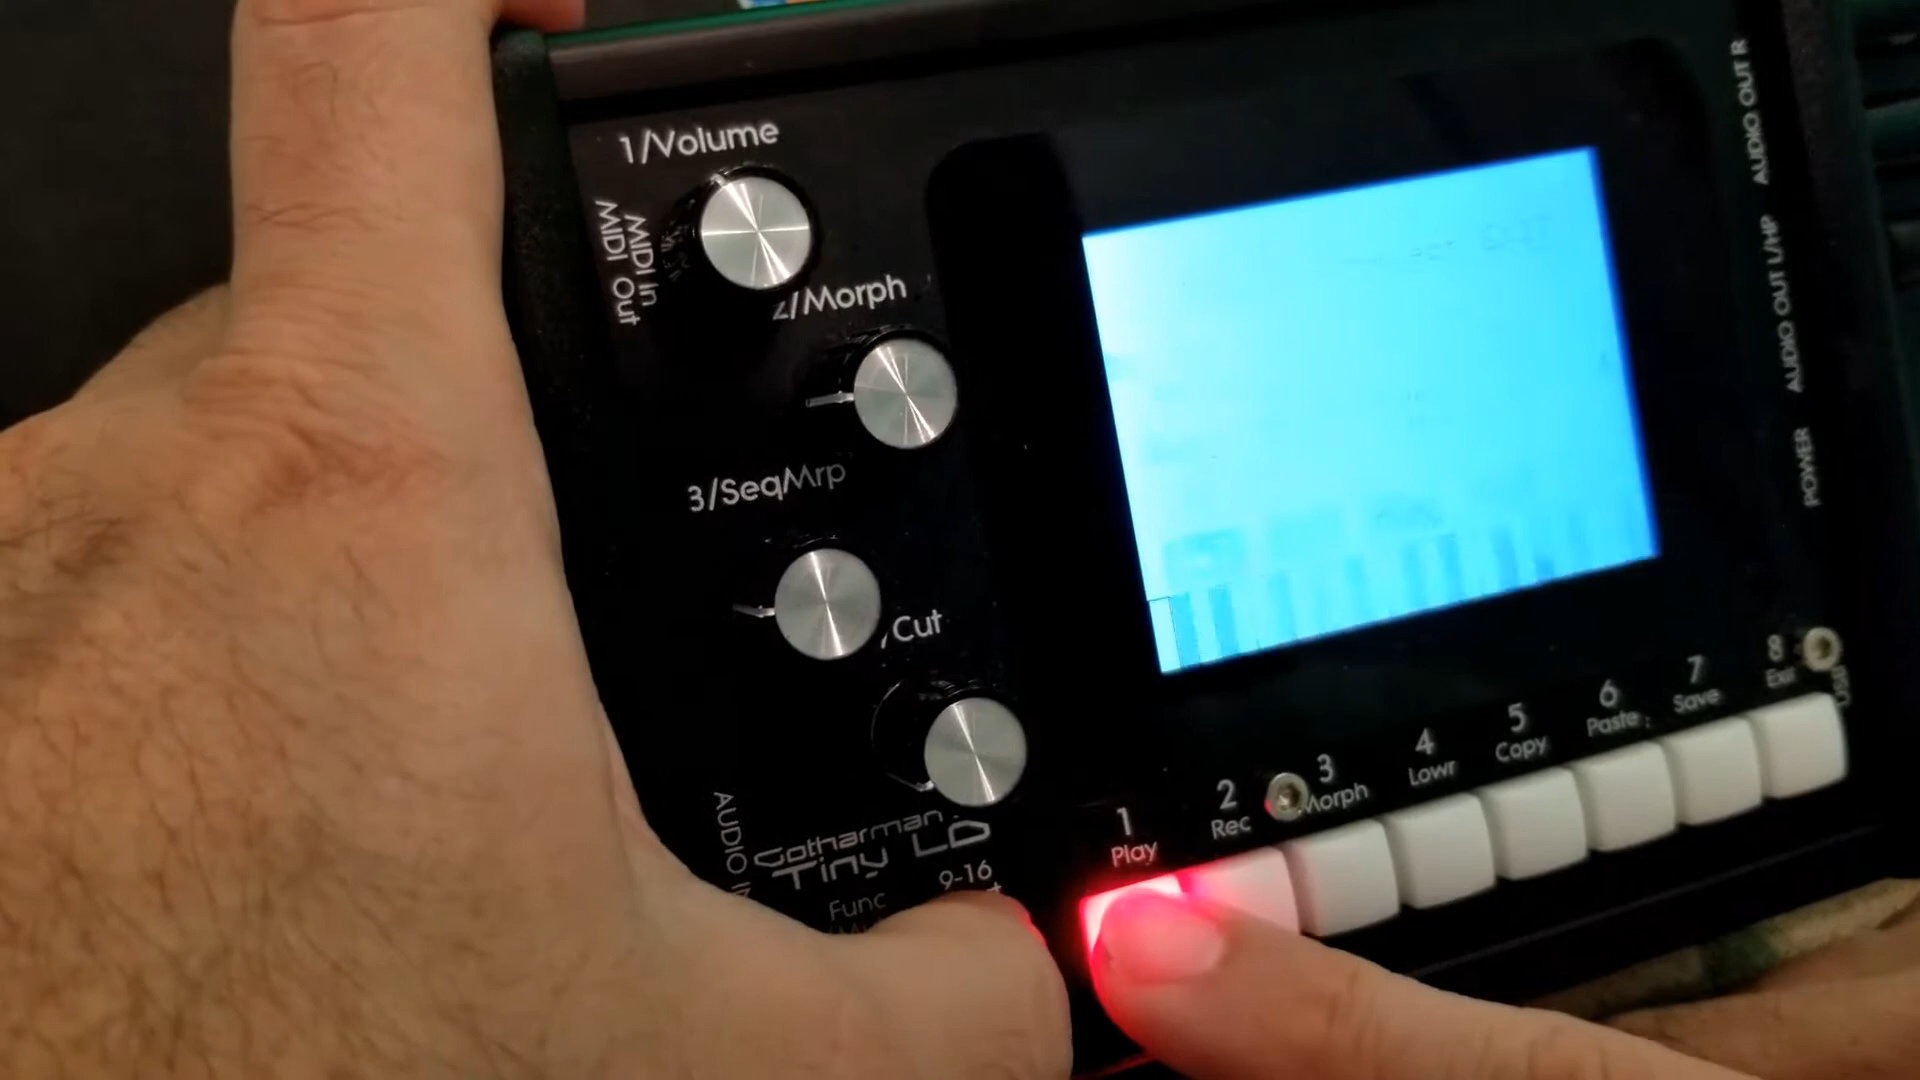 1/Volume
MIDI In
MIDI Out
2/Morph
3/SeqMrp
/Cut
AUDIO
Gotharman
Tiny LD
Func
9-16
1
Play
2
Rec
3
Morph
4
Lowr
5
Copy
6
Paste
7
Save
8
Exit
USB
POWER
AUDIO OUT L/HP
AUDIO OUT R